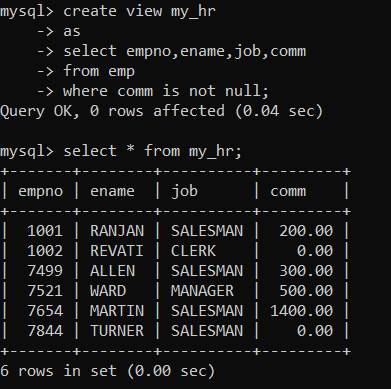 mysql> create view my_hr
    -> as
    -> select empno,ename,job,comm
    -> from emp
    -> where comm is not null;
Query OK, 0 rows affected (0.04 sec)

mysql> select * from my_hr;
+-------+--------+----------+---------+
| empno | ename  | job      | comm    |
+-------+--------+----------+---------+
|  1001 | RANJAN | SALESMAN |  200.00 |
|  1002 | REVATI | CLERK    |    0.00 |
|  7499 | ALLEN  | SALESMAN |  300.00 |
|  7521 | WARD   | MANAGER  |  500.00 |
|  7654 | MARTIN | SALESMAN | 1400.00 |
|  7844 | TURNER | SALESMAN |    0.00 |
+-------+--------+----------+---------+
6 rows in set (0.00 sec)